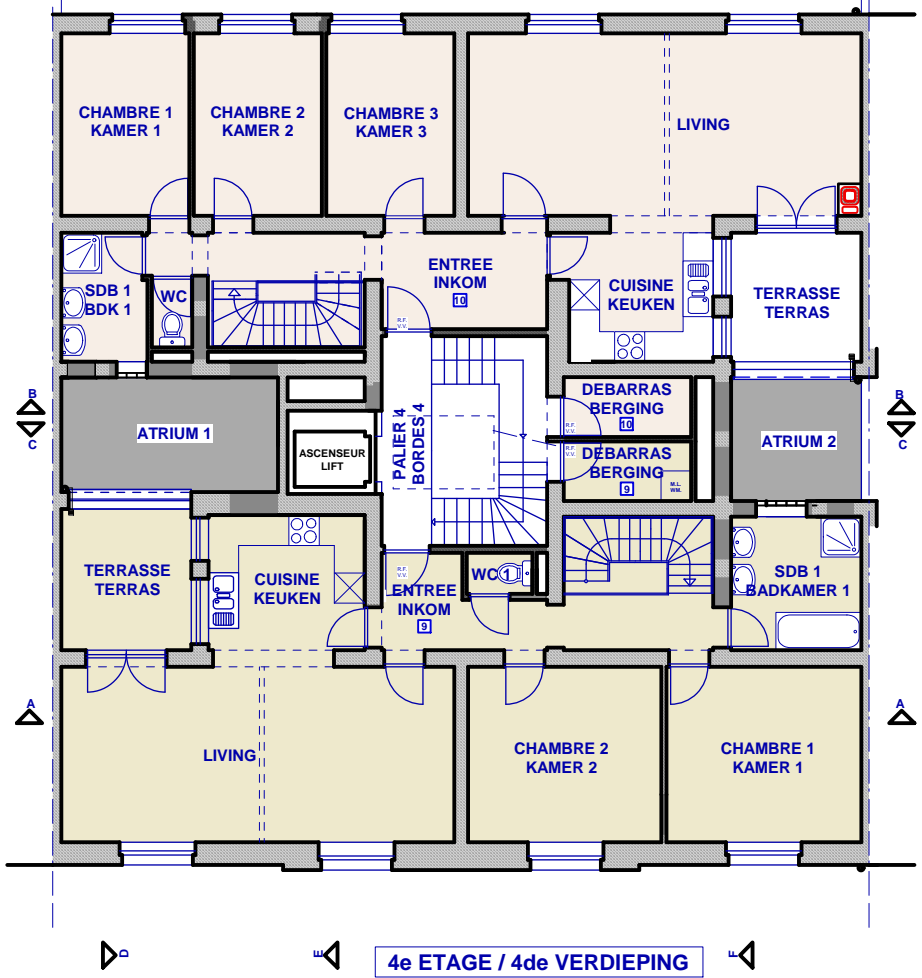 CHAMBRE 1
KAMER 1
CHAMBRE 2
KAMER 2
CHAMBRE 3
KAMER 3
LIVING
SDB 1
BDK 1
WC
ENTREE
INKOM
10
R.F.
V.V.
CUISINE
KEUKEN
TERRASSE
TERRAS
B
C
ATRIUM 1
ASCENSEUR
LIFT
PALIER 4
BORDES 4
DEBARRAS
BERGING
10
R.F.
V.V.
DEBARRAS
BERGING
9
R.F.
V.V.
M.L.
WM.
ATRIUM 2
B
C
TERRASSE
TERRAS
CUISINE
KEUKEN
R.F.
V.V.
ENTREE
INKOM
9
WC 1
SDB 1
BADKAMER 1
A
LIVING
CHAMBRE 2
KAMER 2
CHAMBRE 1
KAMER 1
A
D
E
F
4e ETAGE / 4de VERDIEPING